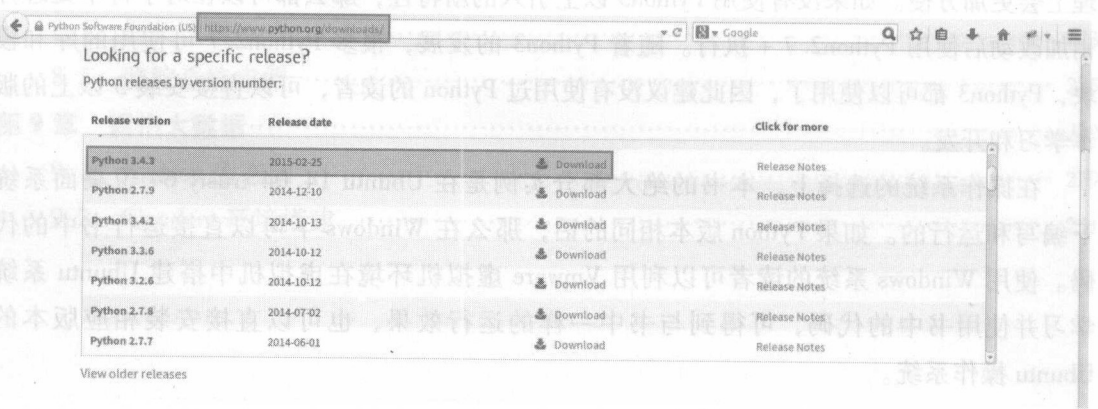 Python Software Foundation (US) https://www.python.org/downloads/
Google
Looking for a specific release?
Python releases by version number:
Release version Release date Click for more
Python 3.4.3 2015-02-25 Download Release Notes
Python 2.7.9 2014-12-10 Download Release Notes
Python 3.4.2 2014-10-13 Download Release Notes
Python 3.3.6 2014-10-12 Download Release Notes
Python 3.2.6 2014-10-12 Download Release Notes
Python 2.7.8 2014-07-02 Download Release Notes
Python 2.7.7 2014-06-01 Download Release Notes
View older releases